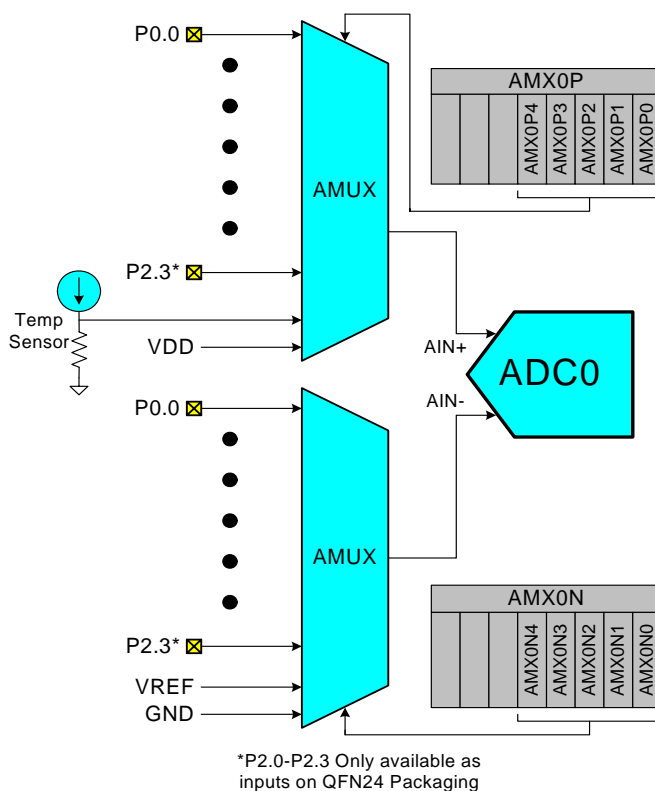 P0.0
AMX0P
AMX0P4
AMX0P3
AMX0P2
AMX0P1
AMX0P0
AMUX
P2.3*
Temp
Sensor
VDD
AIN+
ADC0
AIN-
P0.0
AMUX
AMX0N
AMX0N4
AMX0N3
AMX0N2
AMX0N1
AMX0N0
P2.3*
VREF
GND
*P2.0-P2.3 Only available as
inputs on QFN24 Packaging